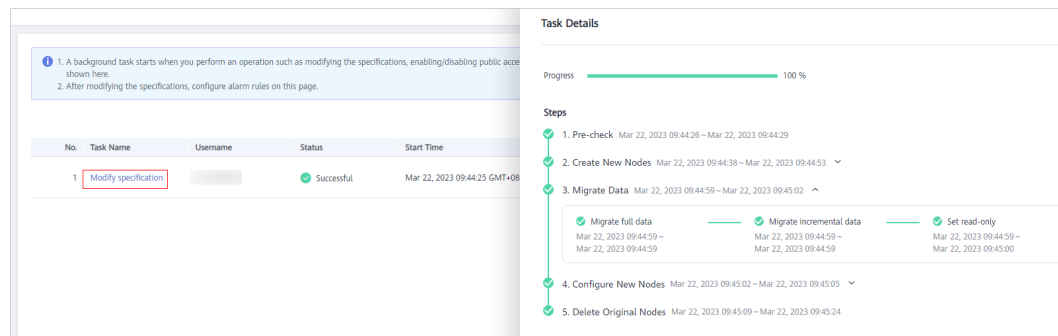 1. A background task starts when you perform an operation such as modifying the specifications, enabling/disabling public acce
shown here.
2. After modifying the specifications, configure alarm rules on this page.
No. Task Name Username Status Start Time
1 Modify specification Successful Mar 22, 2023 09:44:25 GMT+08
Task Details
Progress 100 %
Steps
1. Pre-check Mar 22, 2023 09:44:26 ~ Mar 22, 2023 09:44:29
2. Create New Nodes Mar 22, 2023 09:44:38 ~ Mar 22, 2023 09:44:53
3. Migrate Data Mar 22, 2023 09:44:59 ~ Mar 22, 2023 09:45:02
Migrate full data Migrate incremental data Set read-only
Mar 22, 2023 09:44:59 ~ Mar 22, 2023 09:44:59 ~ Mar 22, 2023 09:44:59 ~
Mar 22, 2023 09:44:59 Mar 22, 2023 09:44:59 Mar 22, 2023 09:45:00
4. Configure New Nodes Mar 22, 2023 09:45:02 ~ Mar 22, 2023 09:45:05
5. Delete Original Nodes Mar 22, 2023 09:45:09 ~ Mar 22, 2023 09:45:24